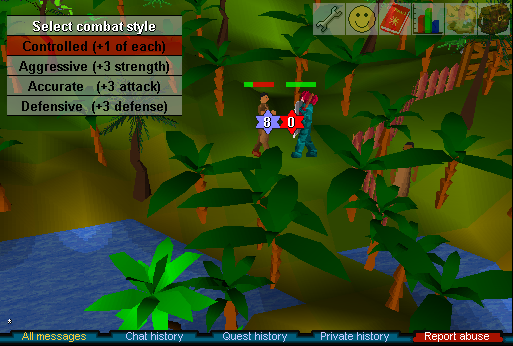 Select combat style
Controlled (+1 of each)
Aggressive (+3 strength)
Accurate (+3 attack)
Defensive (+3 defense)
8 0
*
All messages Chat history Quest history Private history Report abuse